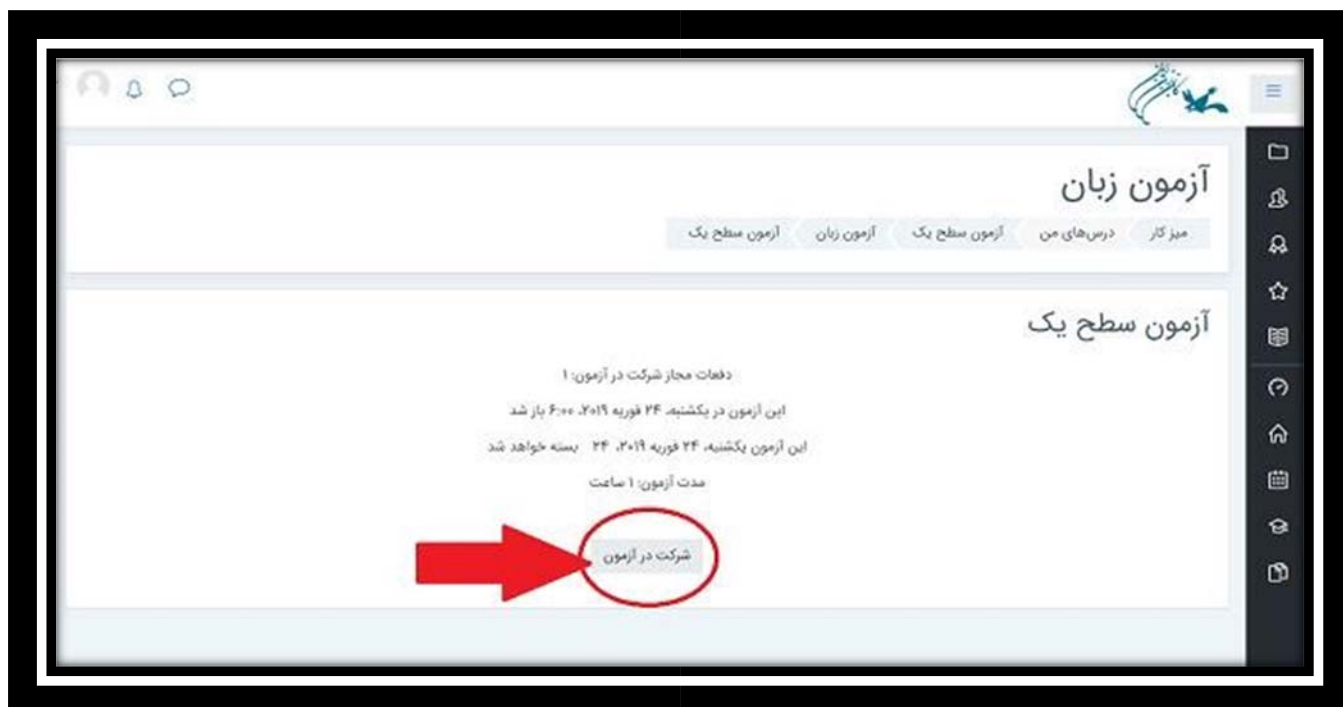 آزمون زبان
میز کار درس‌های من آزمون سطح یک آزمون زبان آزمون سطح یک
آزمون سطح یک
دفعات مجاز شرکت در آزمون: ۱
این آزمون در یکشنبه، ۲۴ فوریه ۲۰۱۹، ۶:۰۰ باز شد
این آزمون یکشنبه، ۲۴ فوریه ۲۰۱۹، ۲۴ بسته خواهد شد
مدت آزمون: ۱ ساعت
شرکت در آزمون